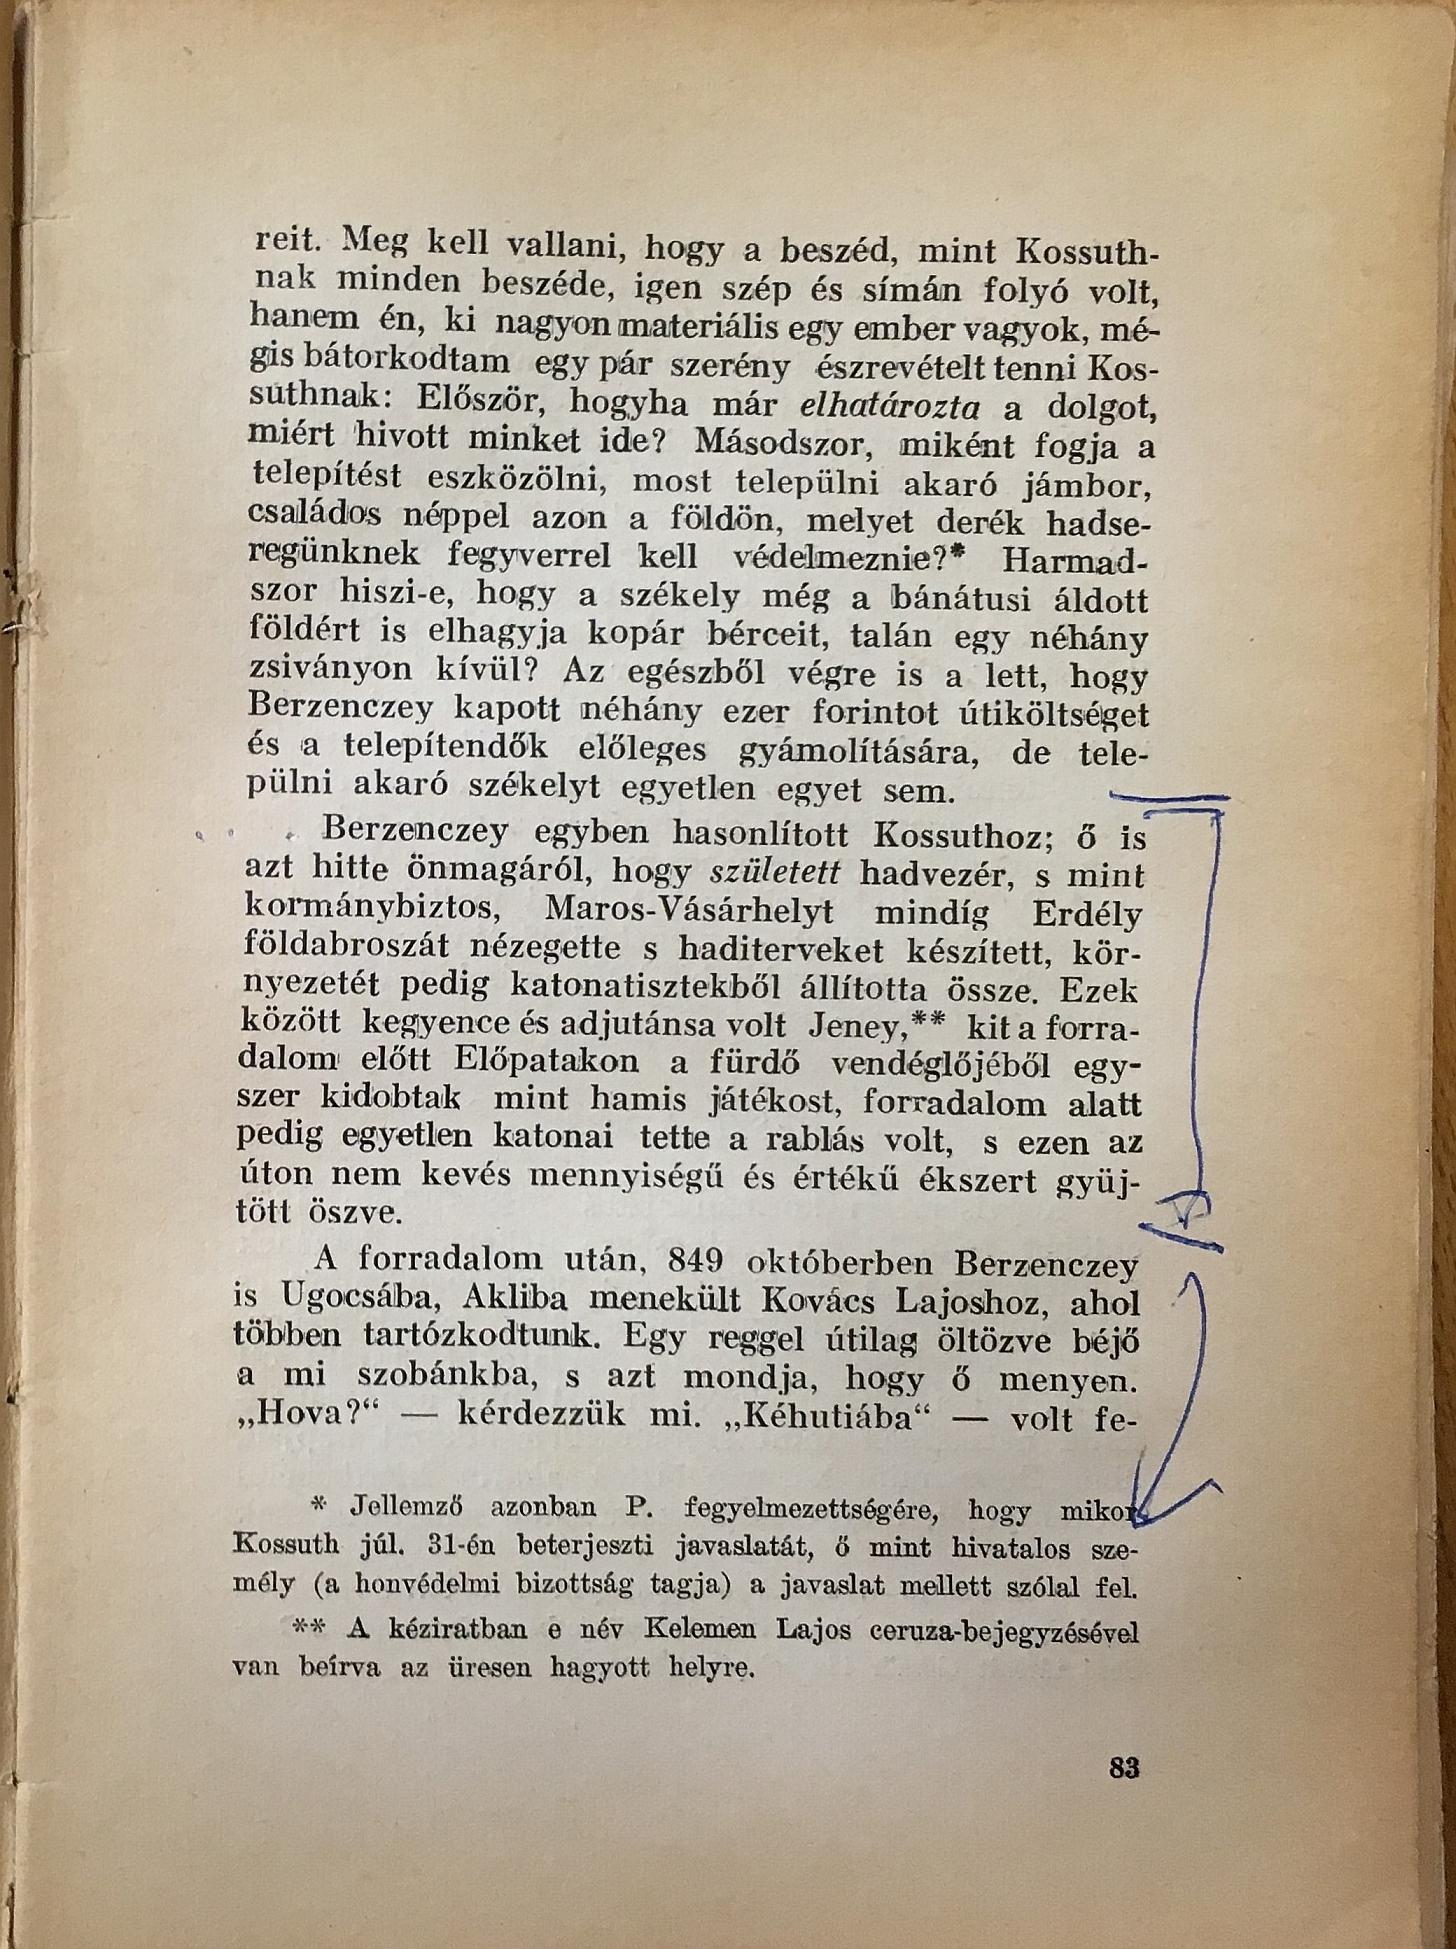 reit. Meg kell vallani, hogy a beszéd, mint Kossuth-
nak minden beszéde, igen szép és símán folyó volt,
hanem én, ki nagyon materiális egy ember vagyok, mé-
gis bátorkodtam egy pár szerény észrevételt tenni Kos-
suthnak: Először, hogyha már elhatározta a dolgot,
miért hivott minket ide? Másodszor, miként fogja a
telepítést eszközölni, most települni akaró jámbor,
családos néppel azon a földön, melyet derék hadse-
regünknek fegyverrel kell védelmeznie?* Harmad-
szor hiszi-e, hogy a székely még a bánátusi áldott
földért is elhagyja kopár bérceit, talán egy néhány
zsiványon kívül? Az egészből végre is a lett, hogy
Berzenczey kapott néhány ezer forintot útiköltséget
és a telepítendők előleges gyámolítására, de tele-
pülni akaró székelyt egyetlen egyet sem.
Berzenczey egyben hasonlított Kossuthoz; ő is
azt hitte önmagáról, hogy született hadvezér, s mint
kormánybiztos, Maros-Vásárhelyt mindíg Erdély
földabroszát nézegette s haditerveket készített, kör-
nyezetét pedig katonatisztekből állította össze. Ezek
között kegyence és adjutánsa volt Jeney,** kit a forra-
dalom előtt Előpatakon a fürdő vendéglőjéből egy-
szer kidobtak mint hamis játékost, forradalom alatt
pedig egyetlen katonai tette a rablás volt, s ezen az
úton nem kevés mennyiségű és értékű ékszert gyüj-
tött öszve.
A forradalom után, 849 októberben Berzenczey
is Ugocsába, Akliba menekült Kovács Lajoshoz, ahol
többen tartózkodtunk. Egy reggel útilag öltözve béjő
a mi szobánkba, s azt mondja, hogy ő menyen.
„Hova?“ — kérdezzük mi. „Kéhutiába“ — volt fe-
* Jellemző azonban P. fegyelmezettségére, hogy mikor
Kossuth júl. 31-én beterjeszti javaslatát, ő mint hivatalos sze-
mély (a honvédelmi bizottság tagja) a javaslat mellett szólal fel.
** A kéziratban e név Kelemen Lajos ceruza-bejegyzésével
van beírva az üresen hagyott helyre.
83